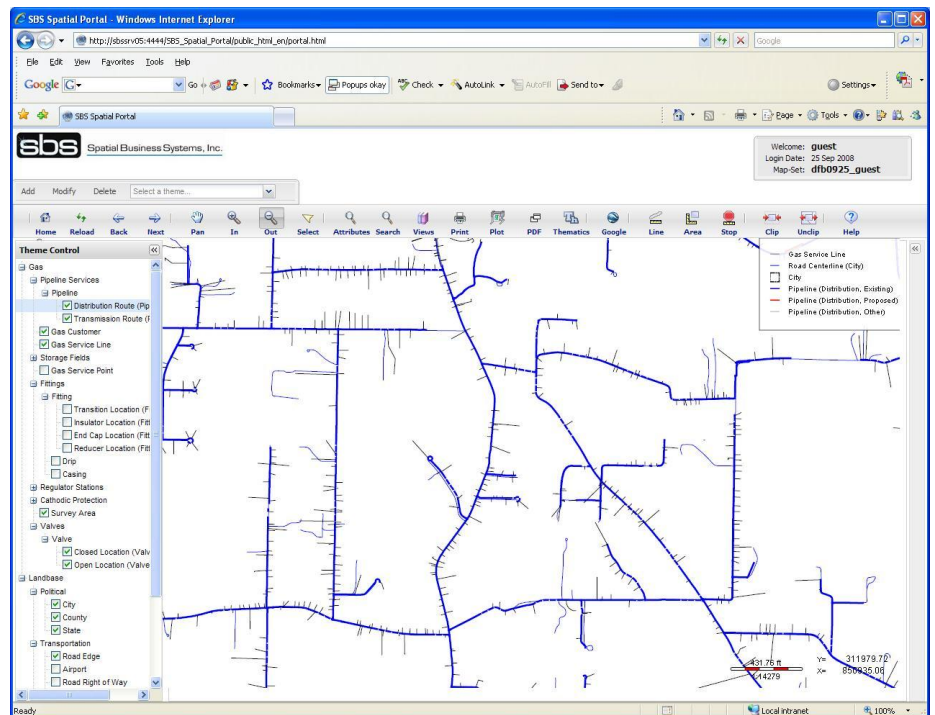 SBS Spatial Portal - Windows Internet Explorer
http://sbssrv05:4444/SBS_Spatial_Portal/public_html_en/portal.html
Google
File Edit View Favorites Tools Help
Google G Go Bookmarks Popups okay Check AutoLink AutoFill Send to Settings
SBS Spatial Portal
Page Tools
sbs Spatial Business Systems, Inc.
Welcome: guest
Login Date: 25 Sep 2008
Map-Set: dfb0925_guest
Add Modify Delete Select a theme...
Home Reload Back Next Pan In Out Select Attributes Search Views Print Plot PDF Thematics Google Line Area Stop Clip Unclip Help
Theme Control
Gas
Pipeline Services
Pipeline
Distribution Route (Pip
Transmission Route (F
Gas Customer
Gas Service Line
Storage Fields
Gas Service Point
Fittings
Fitting
Transition Location (F
Insulator Location (Fitt
End Cap Location (Fitt
Reducer Location (Fitt
Drip
Casing
Regulator Stations
Cathodic Protection
Survey Area
Valves
Valve
Closed Location (Valv
Open Location (Valve
Landbase
Political
City
County
State
Transportation
Road Edge
Airport
Road Right of Way
Gas Service Line
Road Centerline (City)
City
Pipeline (Distribution, Existing)
Pipeline (Distribution, Proposed)
Pipeline (Distribution, Other)
431.76 ft
1:14279
Y= 311979.72
X= 856935.06
Ready
Local intranet
100%